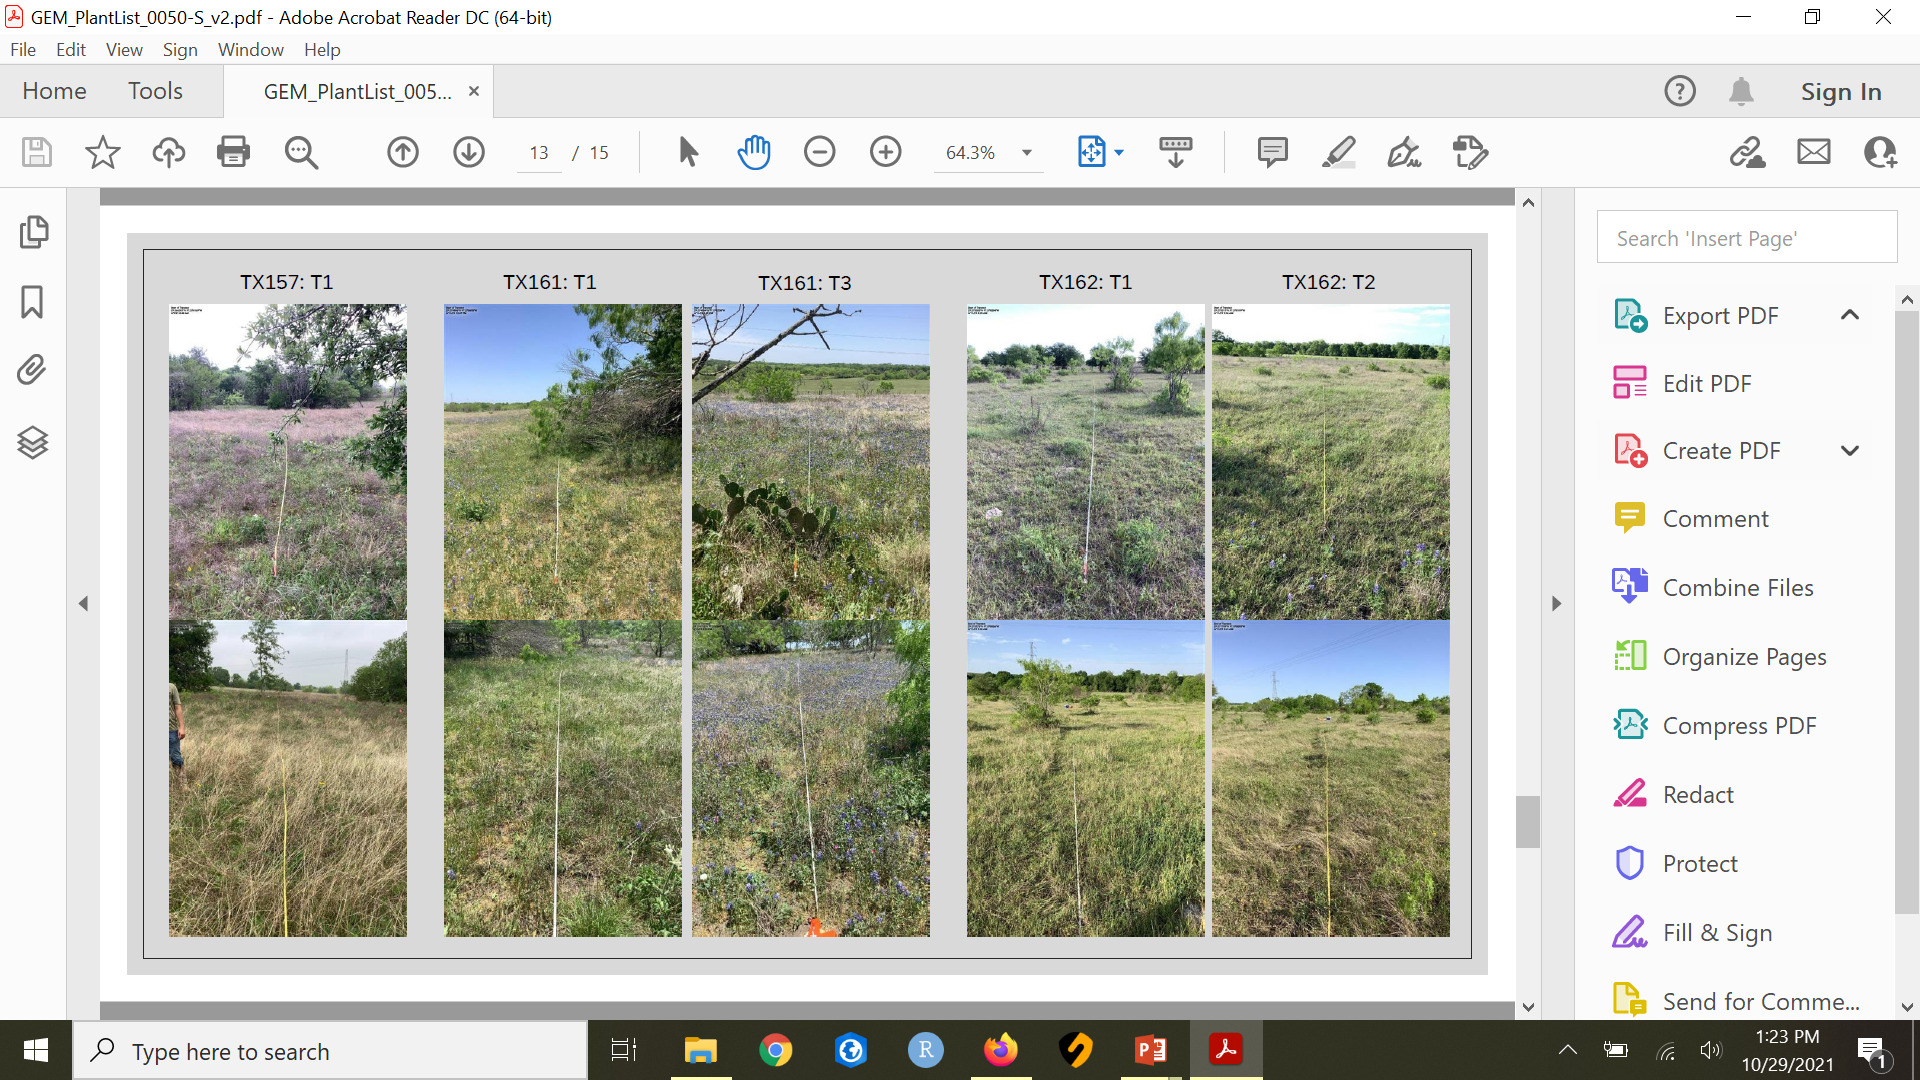 GEM_PlantList_0050-S_v2.pdf - Adobe Acrobat Reader DC (64-bit)
File Edit View Sign Window Help
Home Tools GEM_PlantList_005... × Sign In
13 / 15 64.3%
Search 'Insert Page'
TX157: T1 TX161: T1 TX161: T3 TX162: T1 TX162: T2
Export PDF
Edit PDF
Create PDF
Comment
Combine Files
Organize Pages
Compress PDF
Redact
Protect
Fill & Sign
Send for Comme...
Type here to search
1:23 PM
10/29/2021
1